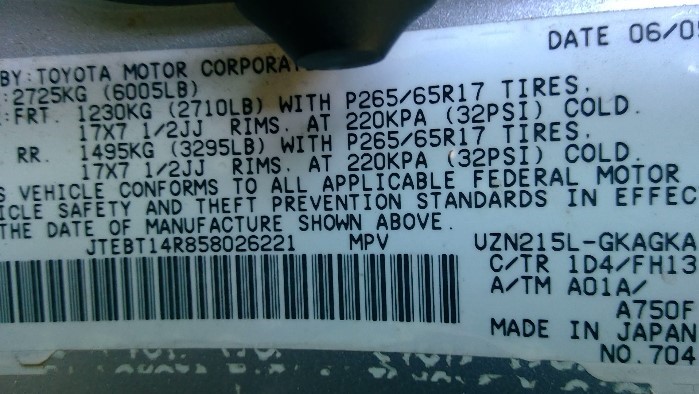 DATE 06/05
BY: TOYOTA MOTOR CORPORAT
: 2725KG (6005LB)
: FRT. 1230KG (2710LB) WITH P265/65R17 TIRES.
17X7 1/2JJ RIMS. AT 220KPA (32PSI) COLD.
RR. 1495KG (3295LB) WITH P265/65R17 TIRES.
17X7 1/2JJ RIMS. AT 220KPA (32PSI) COLD.
S VEHICLE CONFORMS TO ALL APPLICABLE FEDERAL MOTOR
ICLE SAFETY AND THEFT PREVENTION STANDARDS IN EFFEC
THE DATE OF MANUFACTURE SHOWN ABOVE.
JTEBT14R858026221 MPV UZN215L-GKAGKA
C/TR 1D4/FH13
A/TM A01A/
A750F
MADE IN JAPAN
NO.704